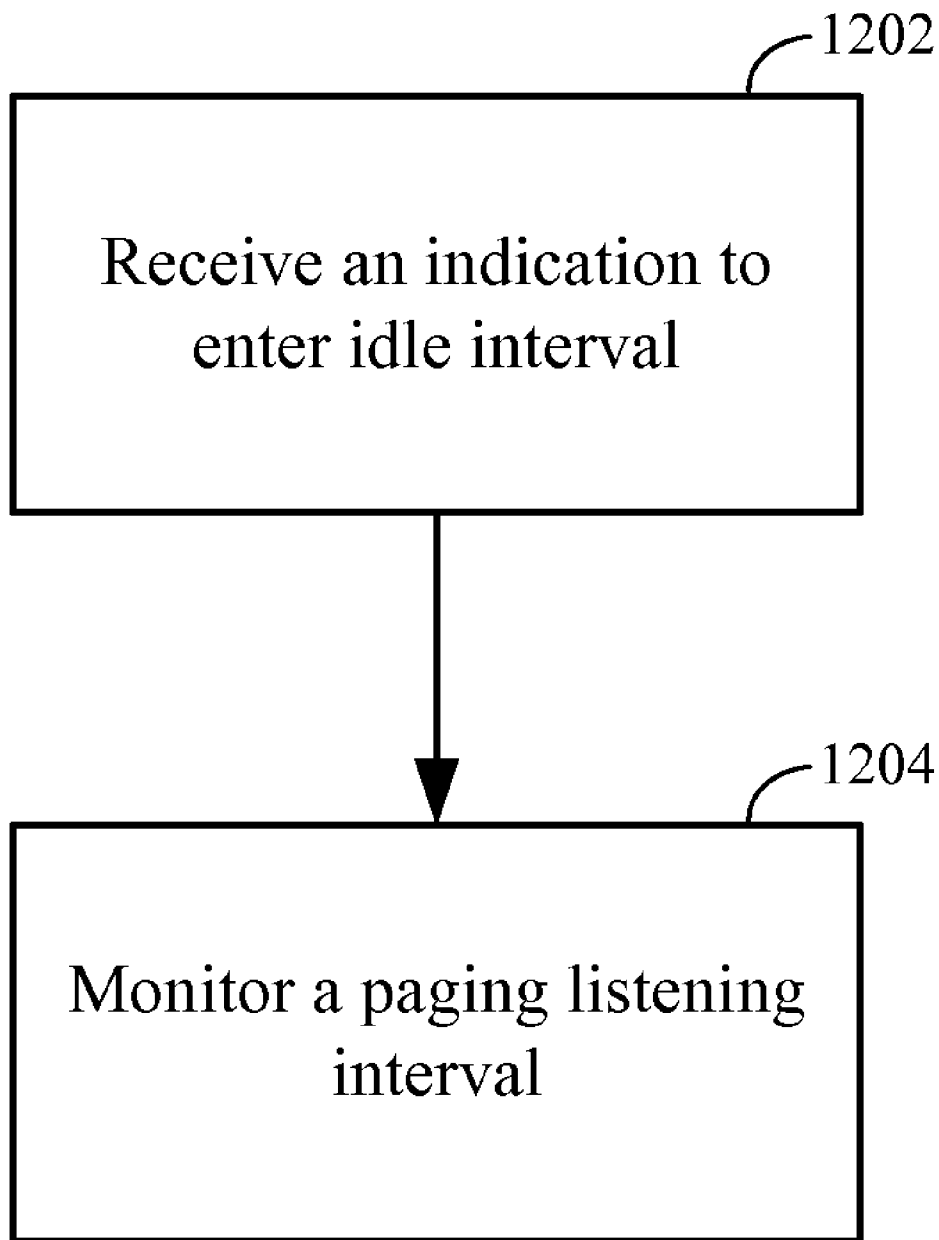 1202
Receive an indication to
enter idle interval
1204
Monitor a paging listening
interval